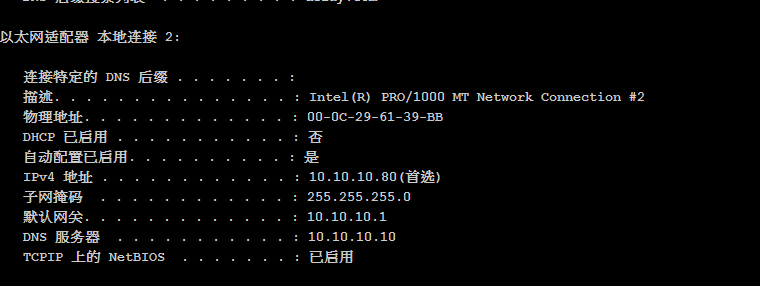 以太网适配器 本地连接 2:
连接特定的 DNS 后缀 . . . . . . . :
描述. . . . . . . . . . . . . . . : Intel(R) PRO/1000 MT Network Connection #2
物理地址. . . . . . . . . . . . . : 00-0C-29-61-39-BB
DHCP 已启用 . . . . . . . . . . . : 否
自动配置已启用. . . . . . . . . . : 是
IPv4 地址 . . . . . . . . . . . . : 10.10.10.80(首选)
子网掩码 . . . . . . . . . . . . : 255.255.255.0
默认网关. . . . . . . . . . . . . : 10.10.10.1
DNS 服务器 . . . . . . . . . . . : 10.10.10.10
TCPIP 上的 NetBIOS . . . . . . . : 已启用